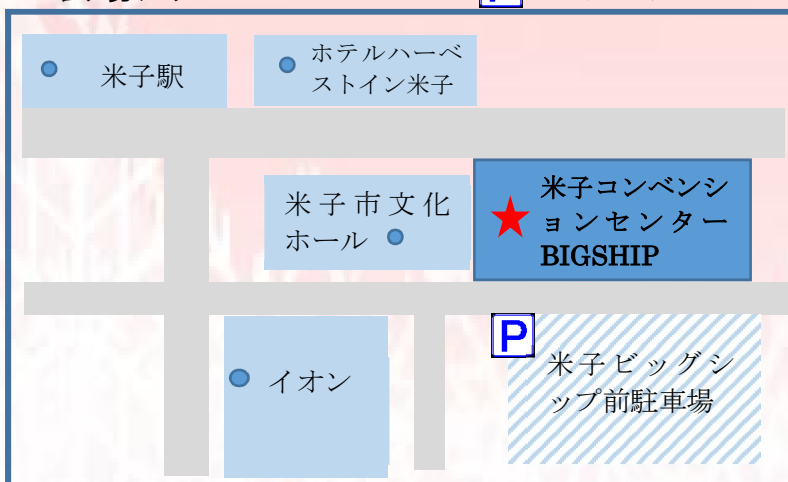 P
米子駅
ホテルハーベ
ストイン米子
米子市文化
ホール
米子コンベンシ
ョンセンター
BIGSHIP
イオン
P
米子ビッグシ
ップ前駐車場